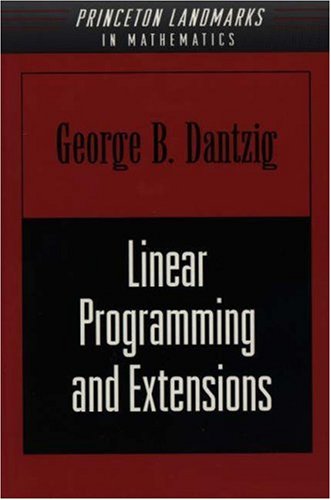 PRINCETON LANDMARKS
IN MATHEMATICS
George B. Dantzig
Linear
Programming
and Extensions